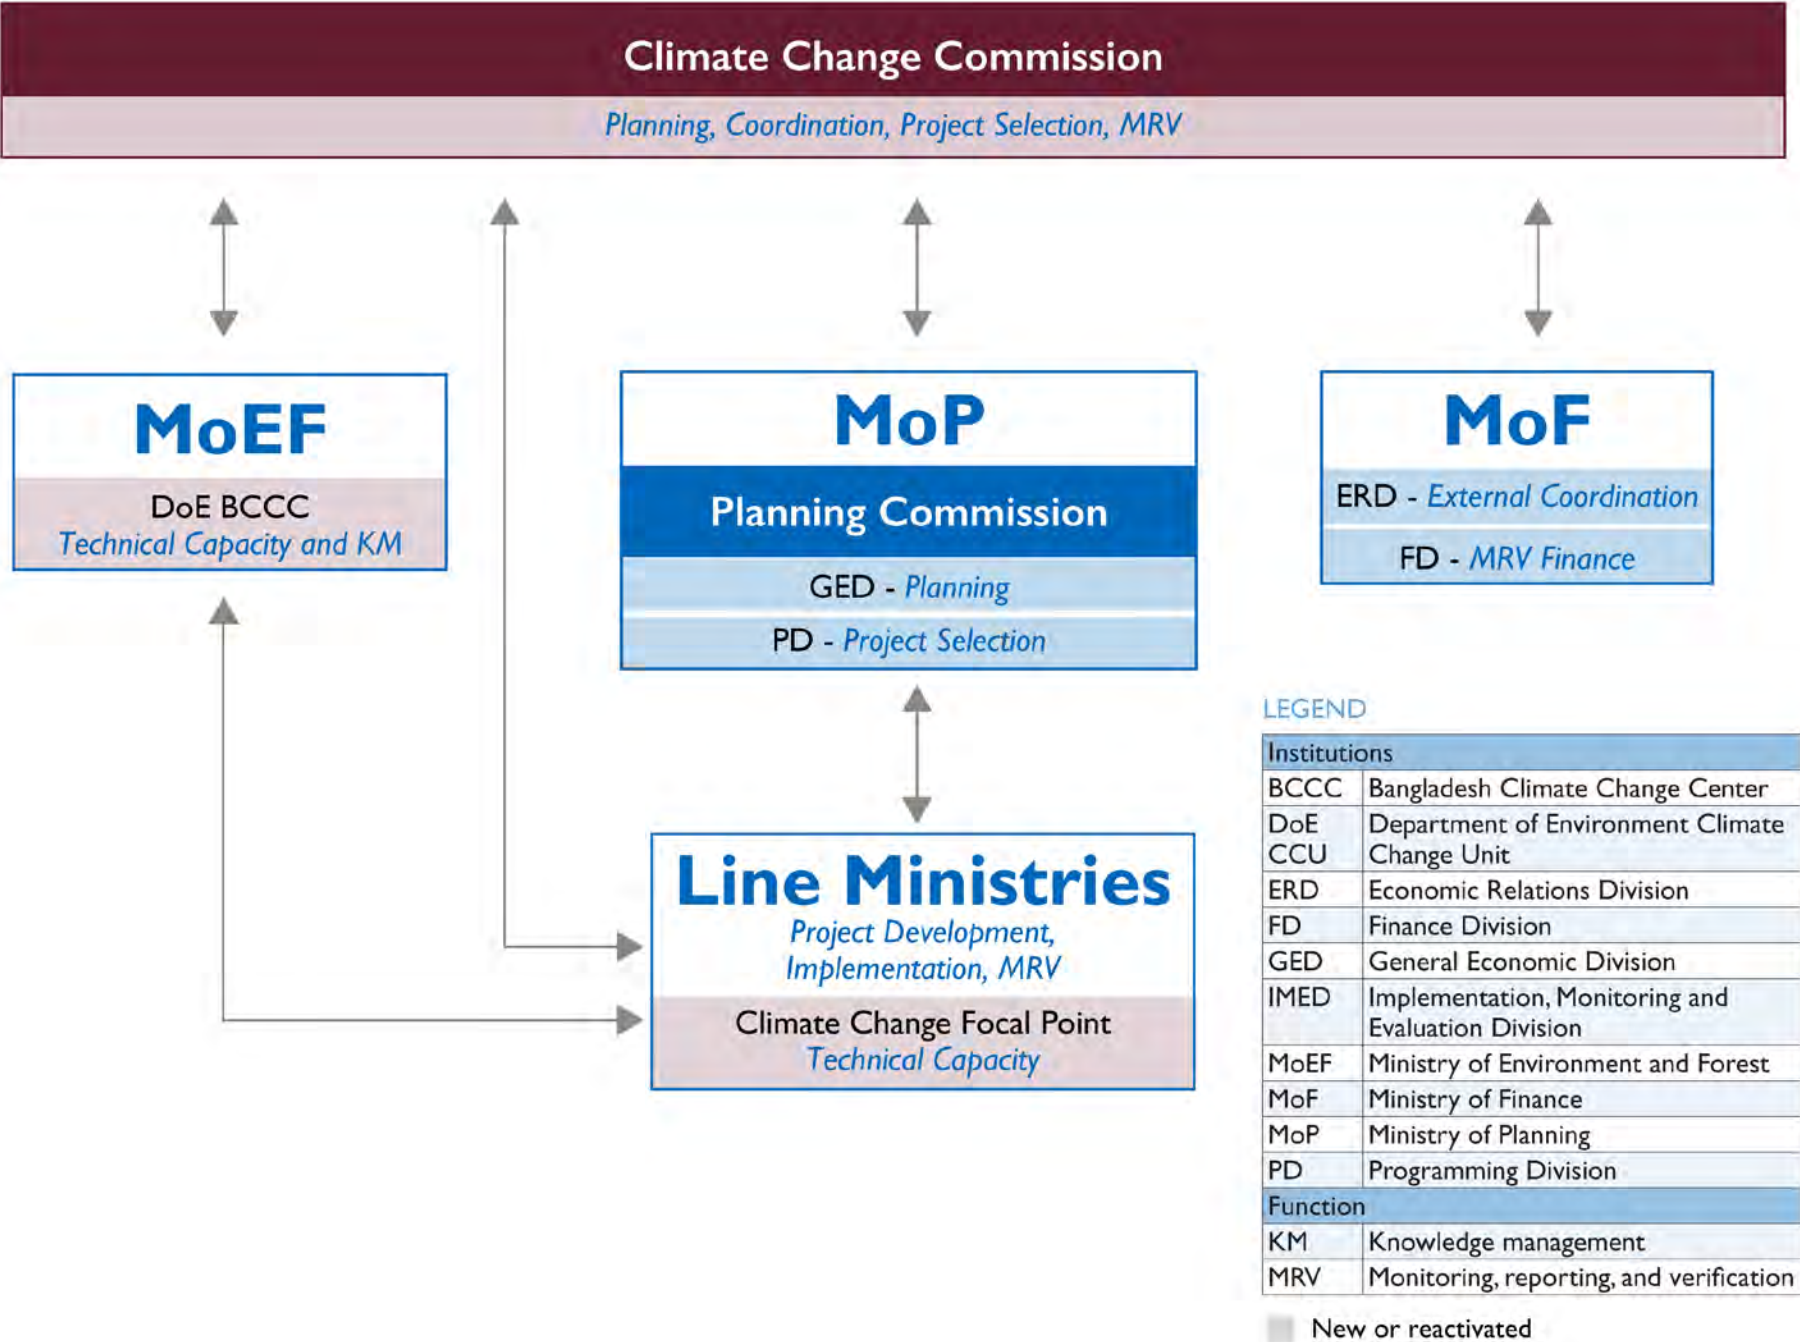 Climate Change Commission
Planning, Coordination, Project Selection, MRV
MoEF
DoE BCCC
Technical Capacity and KM
MoP
Planning Commission
GED - Planning
PD - Project Selection
MoF
ERD - External Coordination
FD - MRV Finance
Line Ministries
Project Development,
Implementation, MRV
Climate Change Focal Point
Technical Capacity
LEGEND
Institutions
BCCC Bangladesh Climate Change Center
DoE Department of Environment Climate
CCU Change Unit
ERD Economic Relations Division
FD Finance Division
GED General Economic Division
IMED Implementation, Monitoring and
Evaluation Division
MoEF Ministry of Environment and Forest
MoF Ministry of Finance
MoP Ministry of Planning
PD Programming Division
Function
KM Knowledge management
MRV Monitoring, reporting, and verification
New or reactivated